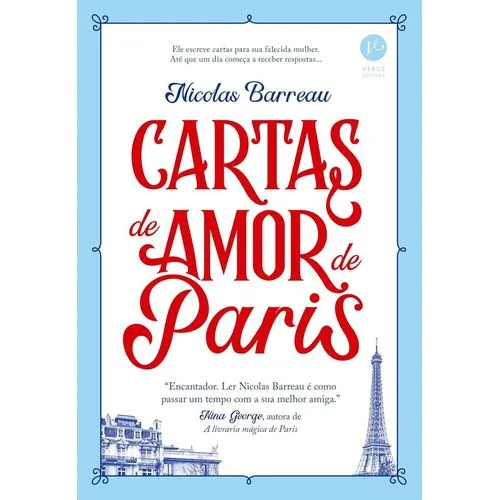 Ele escreve cartas para sua falecida mulher.
Até que um dia começa a receber respostas...
VERUS
EDITORA
Nicolas Barreau
CARTAS
de AMOR de
Paris
“Encantador. Ler Nicolas Barreau é como
passar um tempo com a sua melhor amiga.”
Nina George, autora de
A livraria mágica de Paris